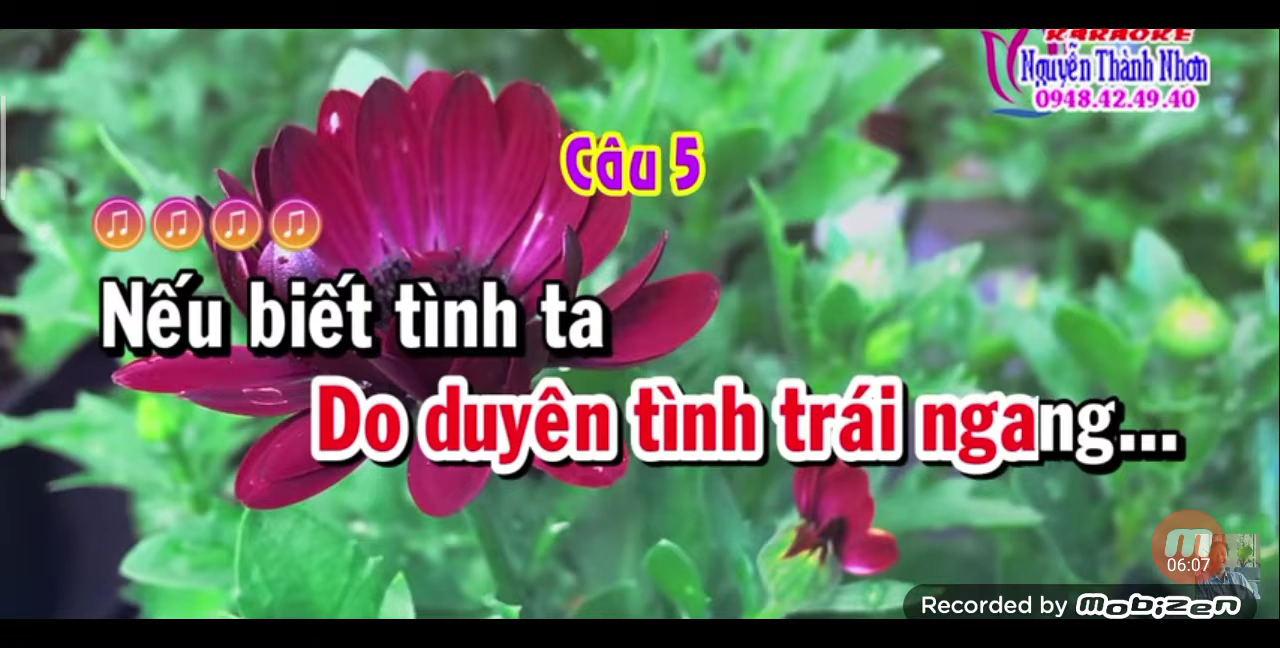 KARAOKE
Nguyễn Thành Nhơn
0948.42.49.40
Câu 5
Nếu biết tình ta
Do duyên tình trái ngang...
06:07
Recorded by mobizen